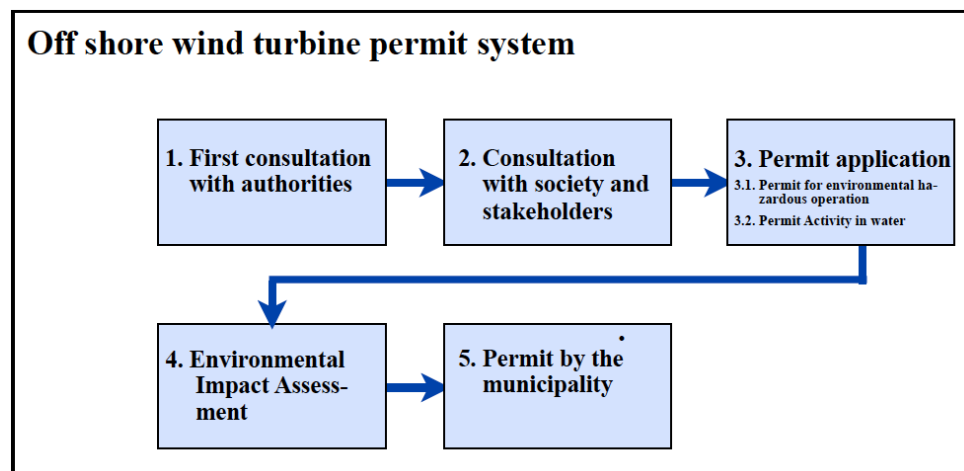 Off shore wind turbine permit system
1. First consultation
with authorities
2. Consultation
with society and
stakeholders
3. Permit application
3.1. Permit for environmental ha-
zardous operation
3.2. Permit Activity in water
4. Environmental
Impact Assess-
ment
5. Permit by the
municipality